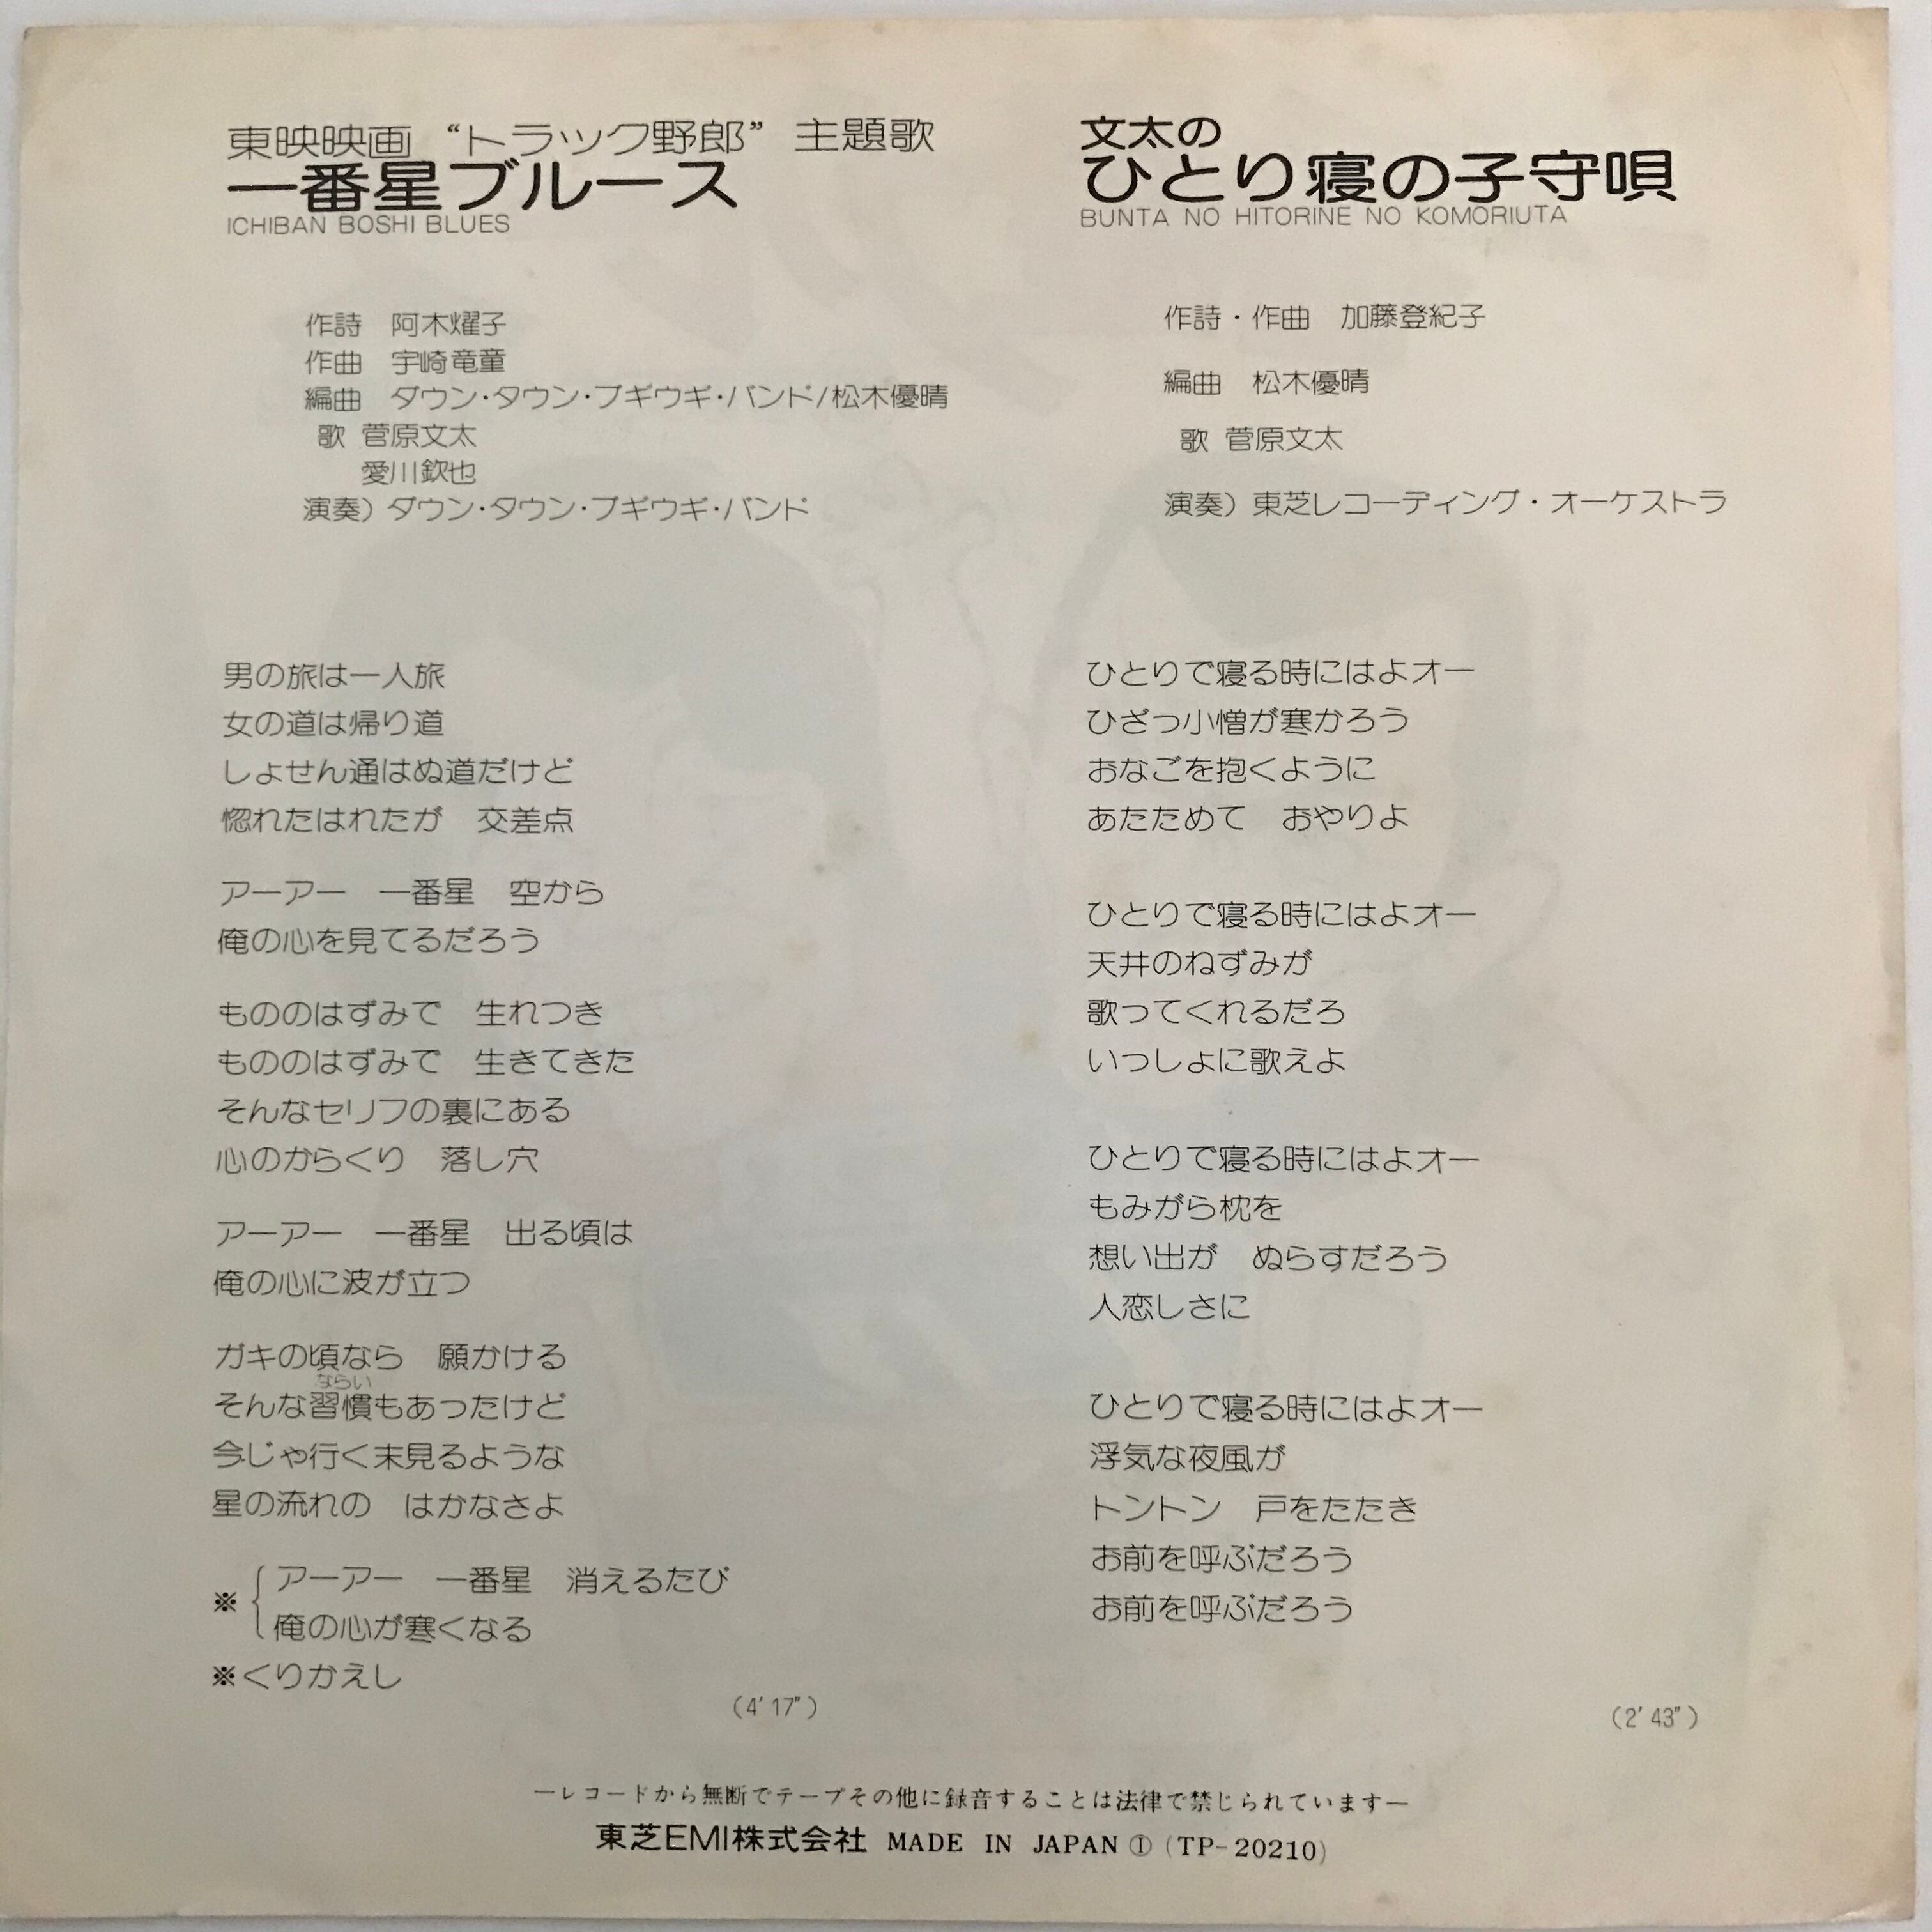 東映映画 “トラック野郎” 主題歌
一番星ブルース
ICHIBAN BOSHI BLUES
作詩 阿木燿子
作曲 宇崎竜童
編曲 ダウン・タウン・ブギウギ・バンド/松木優晴
歌 菅原文太
愛川欽也
演奏）ダウン・タウン・ブギウギ・バンド
男の旅は一人旅
女の道は帰り道
しょせん通はぬ道だけど
惚れたはれたが 交差点
アーアー 一番星 空から
俺の心を見てるだろう
もののはずみで 生れつき
もののはずみで 生きてきた
そんなセリフの裏にある
心のからくり 落し穴
アーアー 一番星 出る頃は
俺の心に波が立つ
ガキの頃なら 願かける
ならい
そんな習慣もあったけど
今じゃ行く末見るような
星の流れの はかなさよ
※ アーアー 一番星 消えるたび
俺の心が寒くなる
※くりかえし
（4′17″）
文太の
ひとり寝の子守唄
BUNTA NO HITORINE NO KOMORIUTA
作詩・作曲 加藤登紀子
編曲 松木優晴
歌 菅原文太
演奏）東芝レコーディング・オーケストラ
ひとりで寝る時にはよオー
ひざっ小憎が寒かろう
おなごを抱くように
あたためて おやりよ
ひとりで寝る時にはよオー
天井のねずみが
歌ってくれるだろ
いっしょに歌えよ
ひとりで寝る時にはよオー
もみがら枕を
想い出が ぬらすだろう
人恋しさに
ひとりで寝る時にはよオー
浮気な夜風が
トントン 戸をたたき
お前を呼ぶだろう
お前を呼ぶだろう
（2′43″）
―レコードから無断でテープその他に録音することは法律で禁じられています―
東芝EMI株式会社 MADE IN JAPAN Ⓣ (TP-20210)